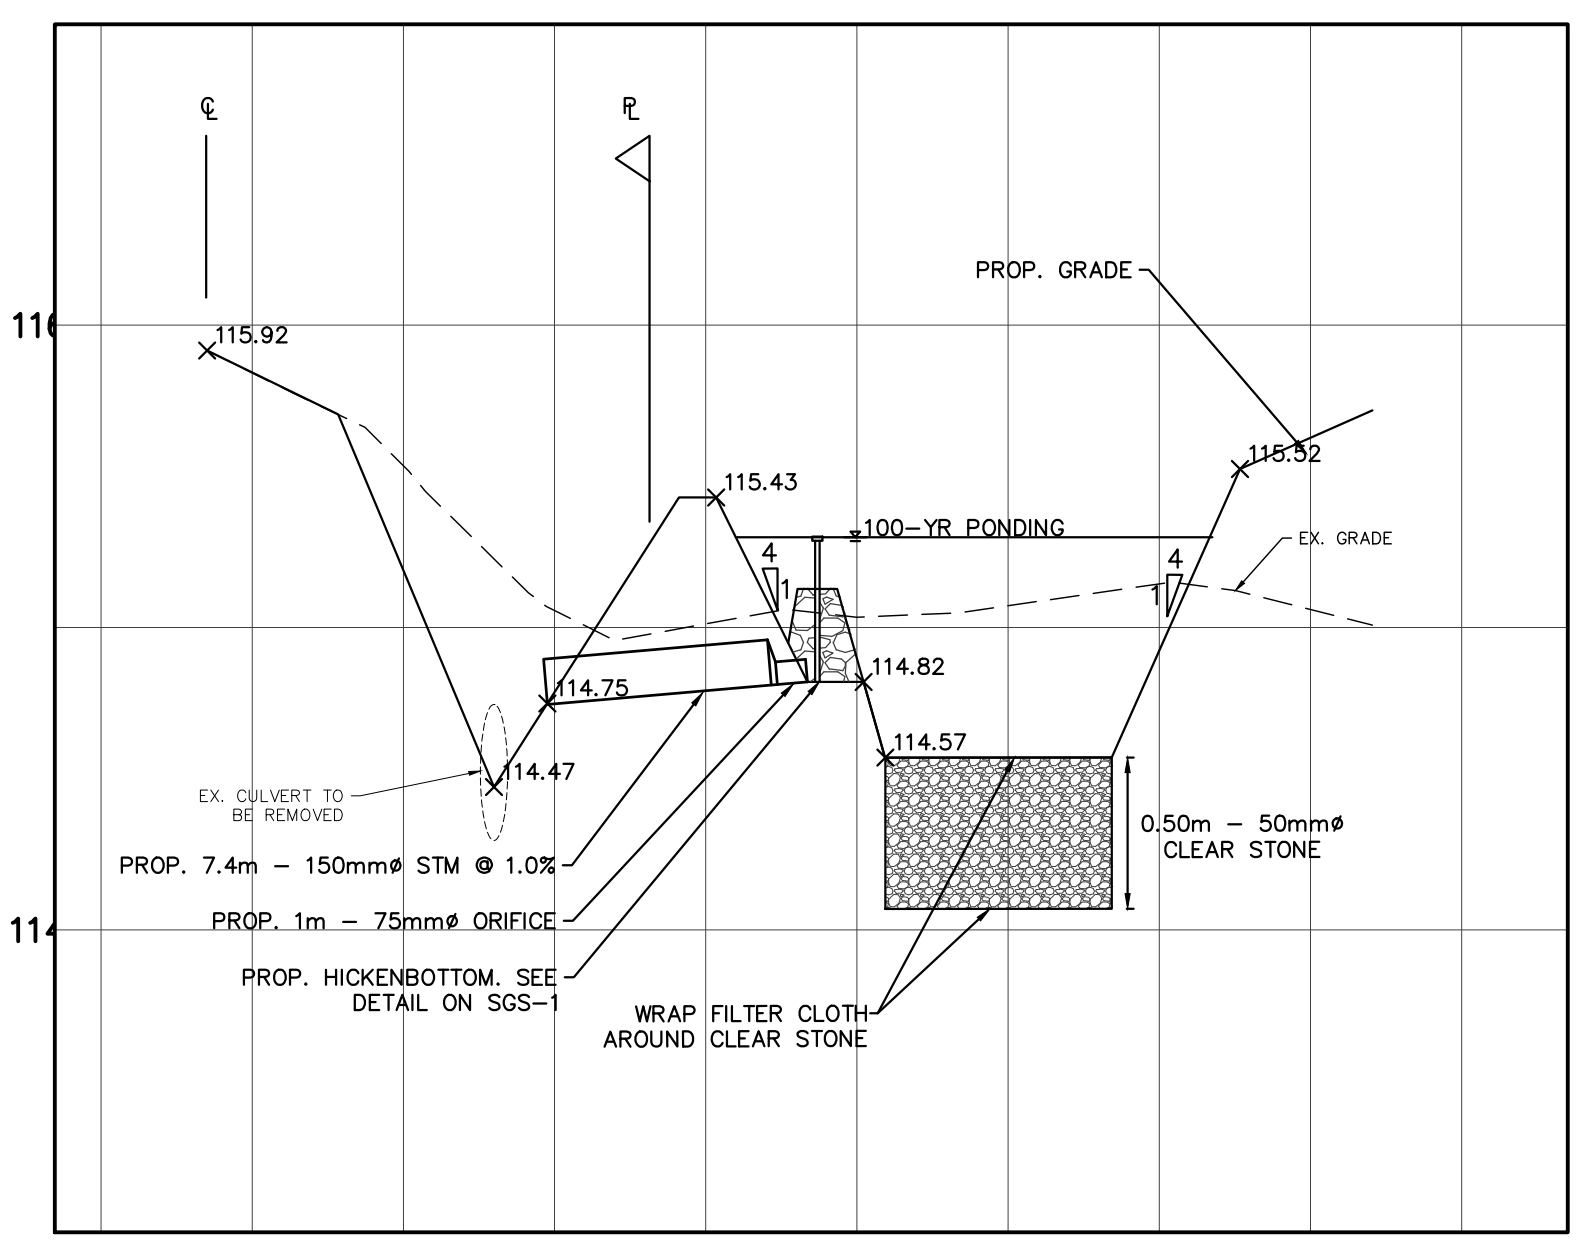 ℄
PL
PROP. GRADE
116
115.92
115.52
115.43
100-YR PONDING
EX. GRADE
4
1
4
1
114.82
114.75
114.57
114.47
EX. CULVERT TO
BE REMOVED
0.50m - 50mmø
CLEAR STONE
PROP. 7.4m - 150mmø STM @ 1.0%
PROP. 1m - 75mmø ORIFICE
114
PROP. HICKENBOTTOM. SEE
DETAIL ON SGS-1
WRAP FILTER CLOTH
AROUND CLEAR STONE